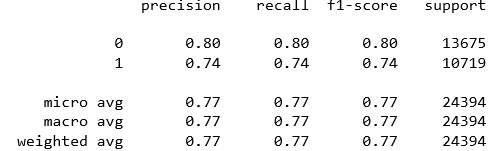 precision recall f1-score support
0 0.80 0.80 0.80 13675
1 0.74 0.74 0.74 10719
micro avg 0.77 0.77 0.77 24394
macro avg 0.77 0.77 0.77 24394
weighted avg 0.77 0.77 0.77 24394